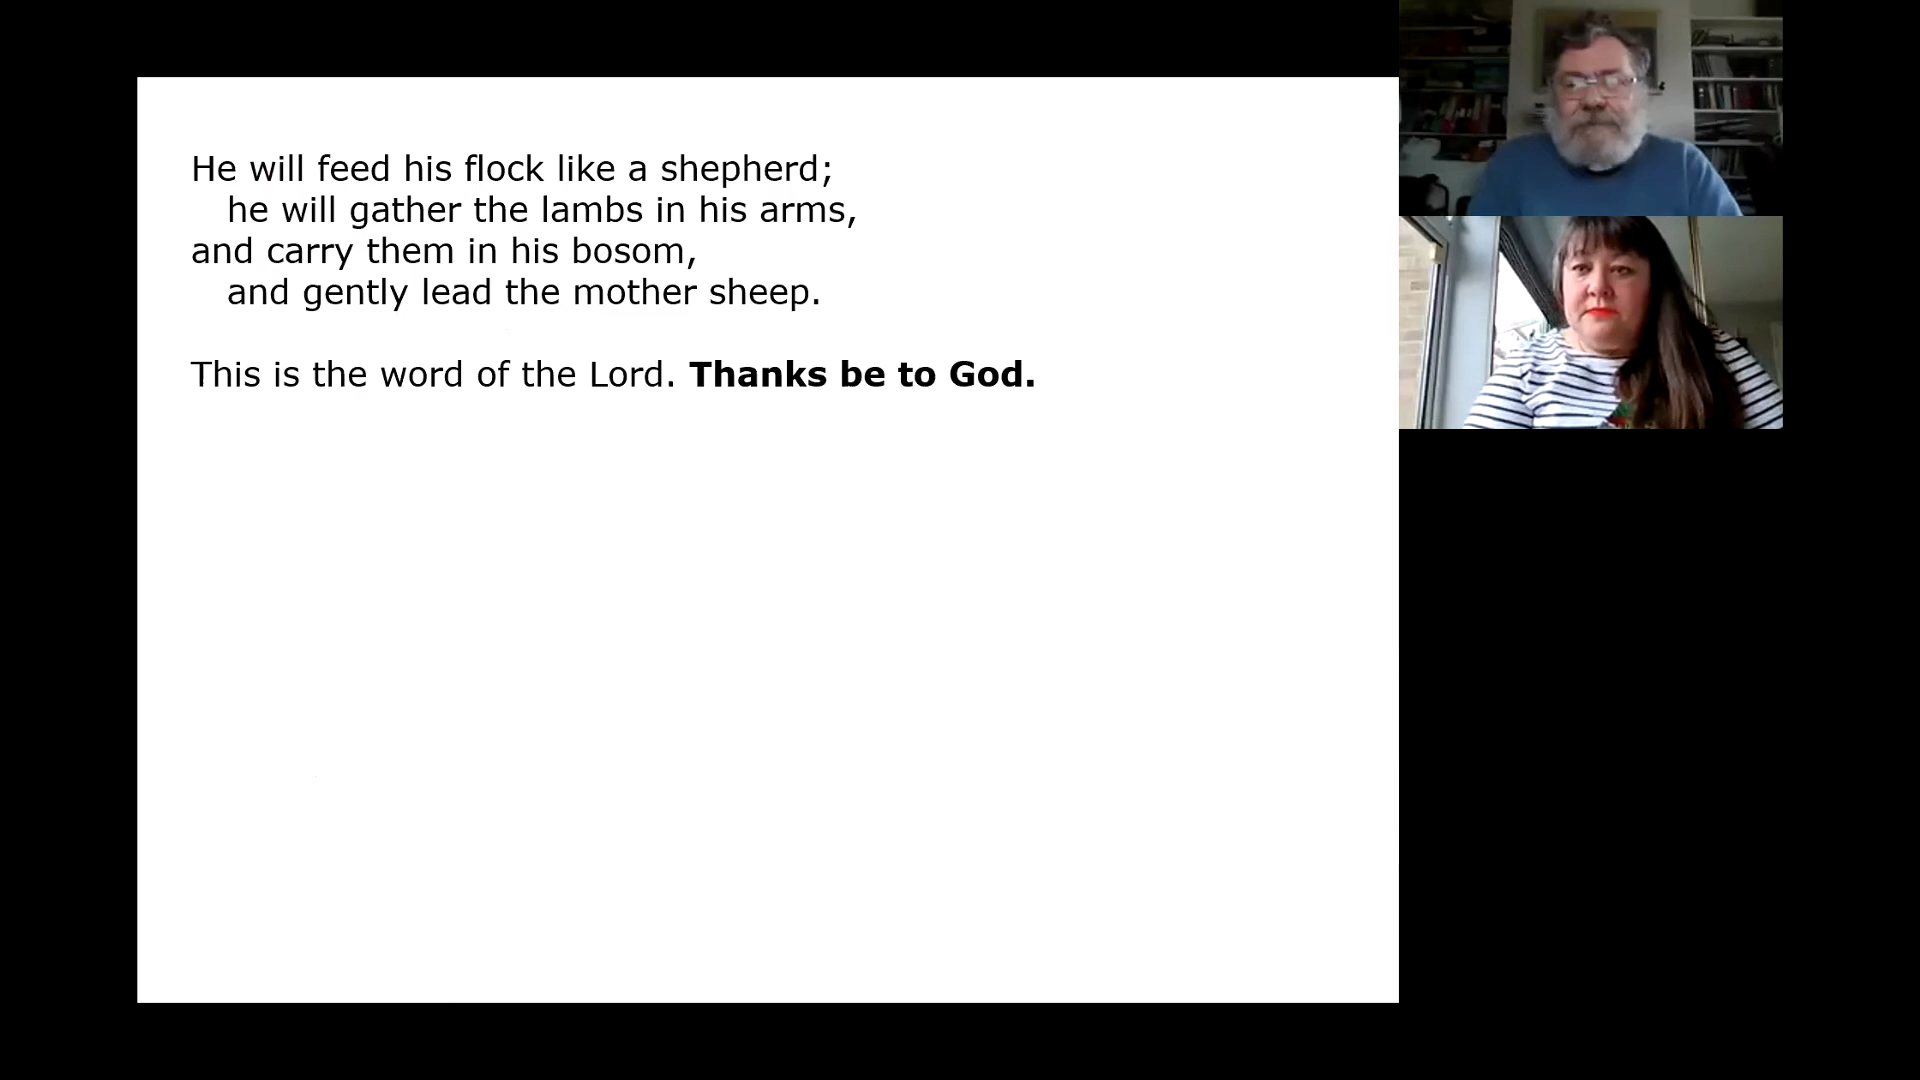 He will feed his flock like a shepherd;
he will gather the lambs in his arms,
and carry them in his bosom,
and gently lead the mother sheep.
This is the word of the Lord. Thanks be to God.